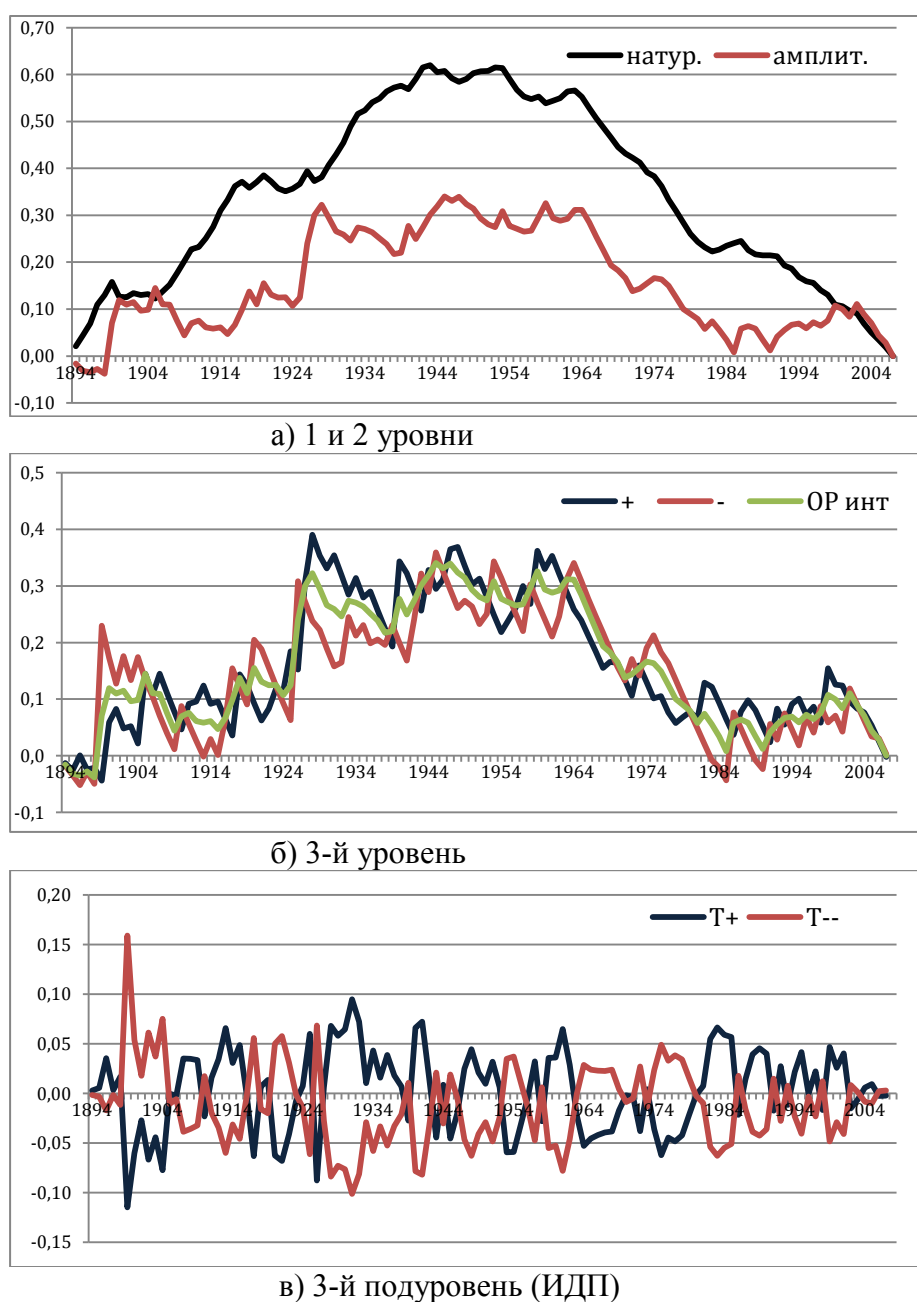 0,70
натур. амплит.
0,60
0,50
0,40
0,30
0,20
0,10
0,00
1894 1904 1914 1924 1934 1944 1954 1964 1974 1984 1994 2004
-0,10
а) 1 и 2 уровни
0,5
+ - ОР инт
0,4
0,3
0,2
0,1
0,0
1894 1904 1914 1924 1934 1944 1954 1964 1974 1984 1994 2004
-0,1
б) 3-й уровень
0,20
Т+ Т--
0,15
0,10
0,05
0,00
1894 1904 1914 1924 1934 1944 1954 1964 1974 1984 1994 2004
-0,05
-0,10
-0,15
в) 3-й подуровень (ИДП)